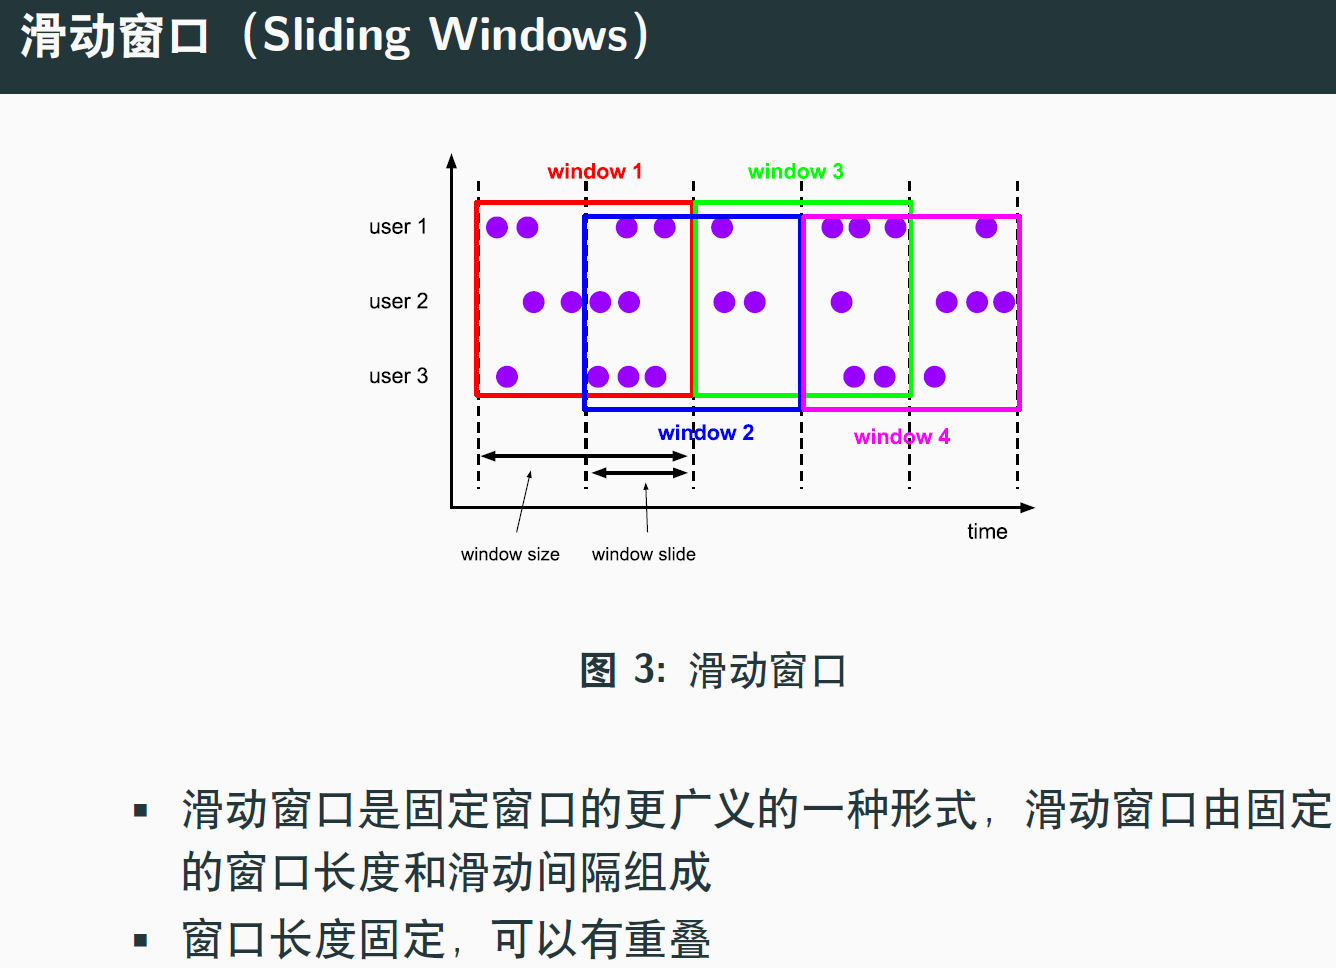 滑动窗口（Sliding Windows）
window 1
window 3
user 1
user 2
user 3
window 2
window 4
time
window size
window slide
图 3: 滑动窗口
▪ 滑动窗口是固定窗口的更广义的一种形式，滑动窗口由固定
的窗口长度和滑动间隔组成
▪ 窗口长度固定，可以有重叠